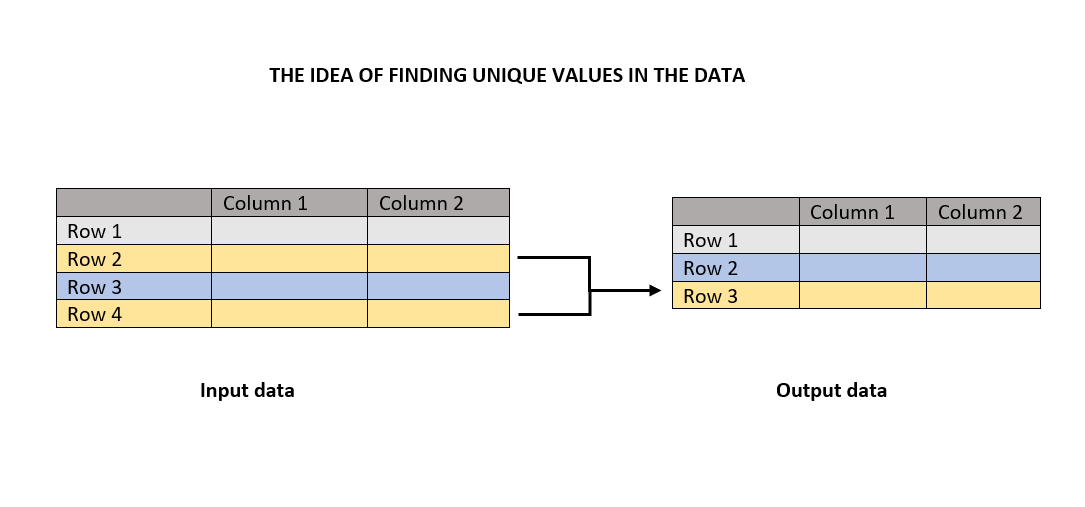 THE IDEA OF FINDING UNIQUE VALUES IN THE DATA
Column 1 Column 2
Row 1
Row 2
Row 3
Row 4
Input data
Column 1 Column 2
Row 1
Row 2
Row 3
Output data